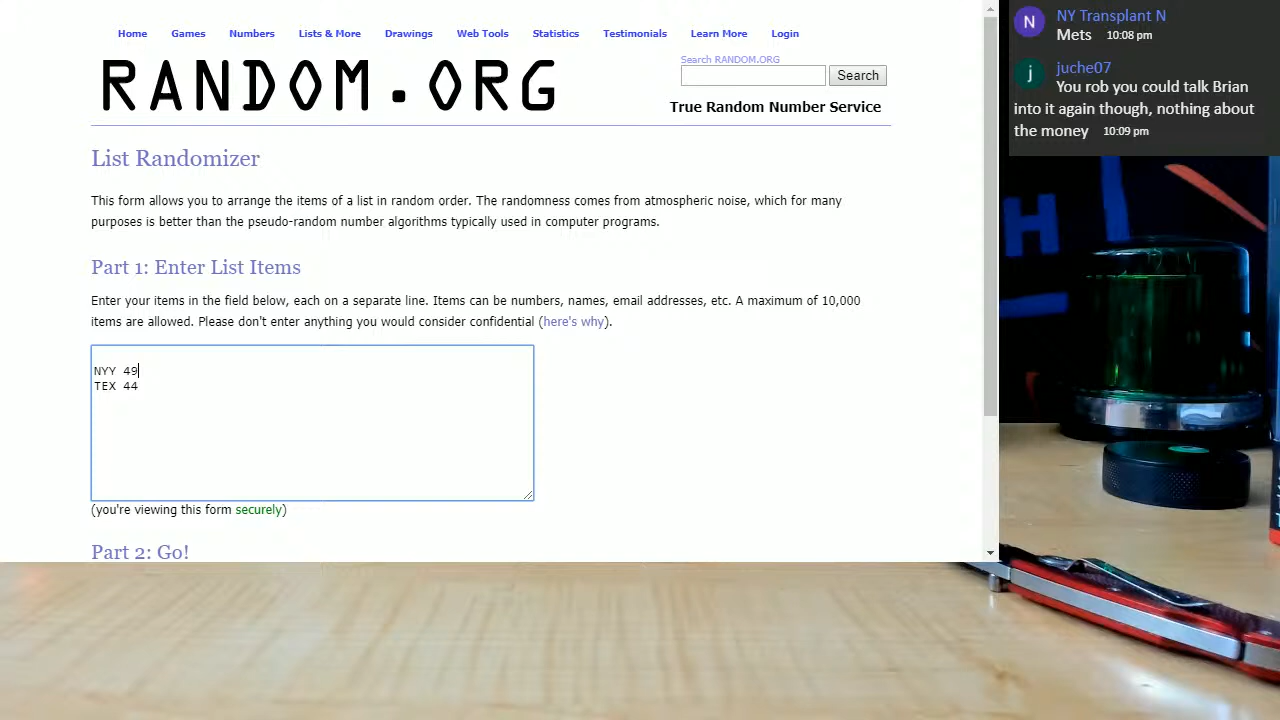 Home Games Numbers Lists & More Drawings Web Tools Statistics Testimonials Learn More Login
RANDOM.ORG
Search RANDOM.ORG
Search
True Random Number Service
List Randomizer
This form allows you to arrange the items of a list in random order. The randomness comes from atmospheric noise, which for many
purposes is better than the pseudo-random number algorithms typically used in computer programs.
Part 1: Enter List Items
Enter your items in the field below, each on a separate line. Items can be numbers, names, email addresses, etc. A maximum of 10,000
items are allowed. Please don't enter anything you would consider confidential (here's why).
NYY 49
TEX 44
(you're viewing this form securely)
Part 2: Go!
N
NY Transplant N
Mets 10:08 pm
j
juche07
You rob you could talk Brian
into it again though, nothing about
the money 10:09 pm
H